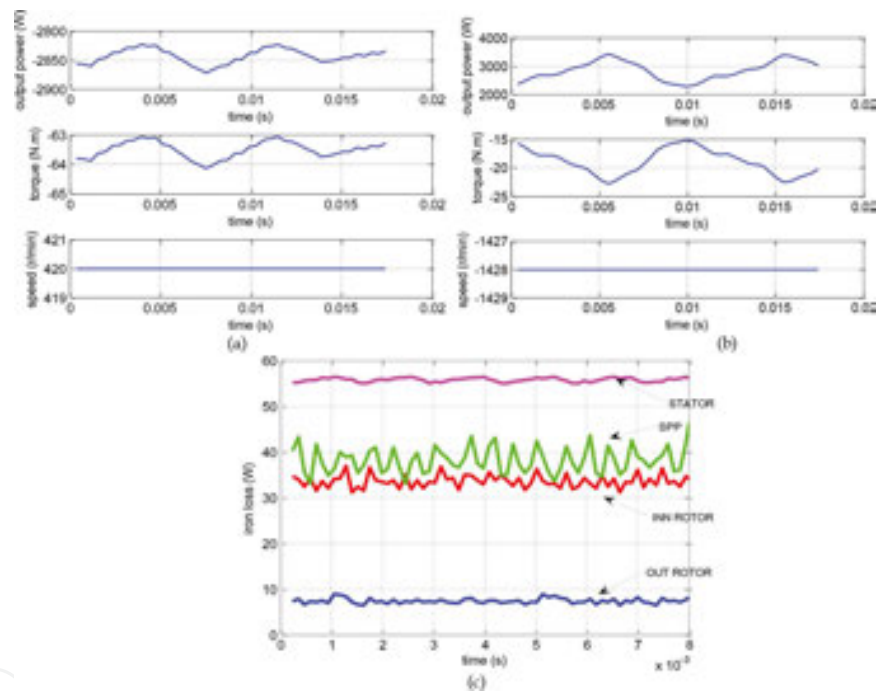 output power (W)
-2800
-2850
-2900
0
0.005
0.01
0.015
0.02
time (s)
torque (N.m)
-63
-64
-65
0
0.005
0.01
0.015
0.02
time (s)
speed (r/min)
421
420
419
0
0.005
0.01
0.015
0.02
time (s)
(a)
output power (W)
4000
3000
2000
0
0.005
0.01
0.015
0.02
time (s)
torque (N.m)
-15
-20
-25
0
0.005
0.01
0.015
0.02
time (s)
speed (r/min)
-1427
-1428
-1429
0
0.005
0.01
0.015
0.02
time (s)
(b)
iron loss (W)
60
50
40
30
20
10
0
STATOR
SPP
INN ROTOR
OUT ROTOR
0
1
2
3
4
5
6
7
8
time (s)
x 10⁻³
(c)